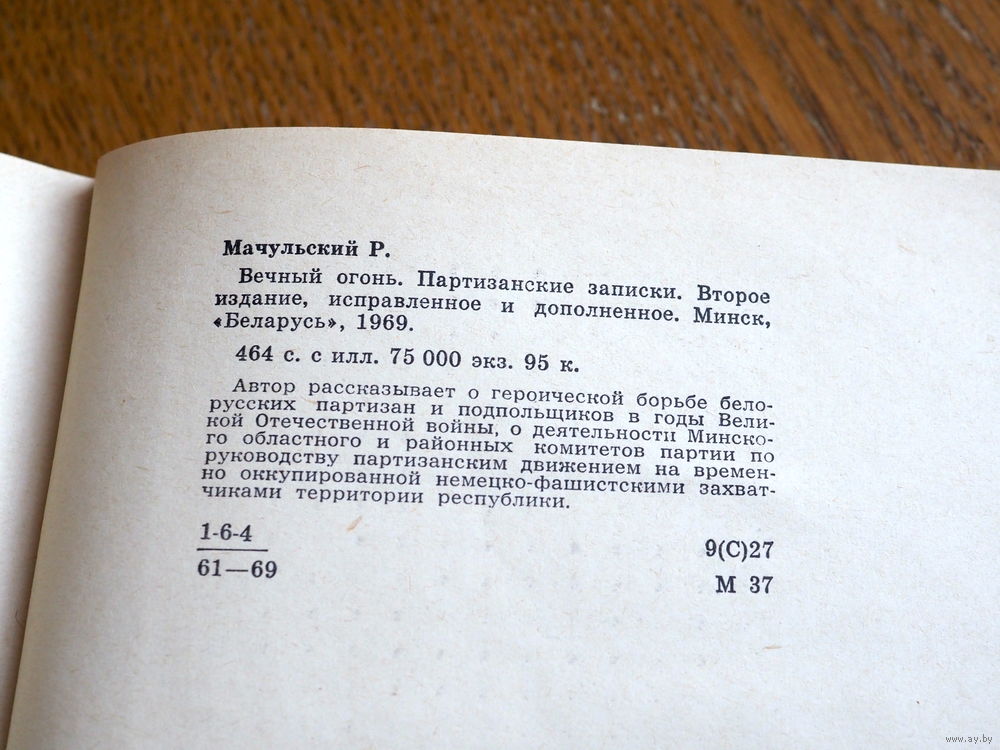 Мачульский Р.
Вечный огонь. Партизанские записки. Второе
издание, исправленное и дополненное. Минск,
«Беларусь», 1969.
464 с. с илл. 75 000 экз. 95 к.
Автор рассказывает о героической борьбе бело-
русских партизан и подпольщиков в годы Вели-
кой Отечественной войны, о деятельности Минско-
го областного и районных комитетов партии по
руководству партизанским движением на времен-
но оккупированной немецко-фашистскими захват-
чиками территории республики.
1-6-4
61—69
9(С)27
М 37
www.ay.by